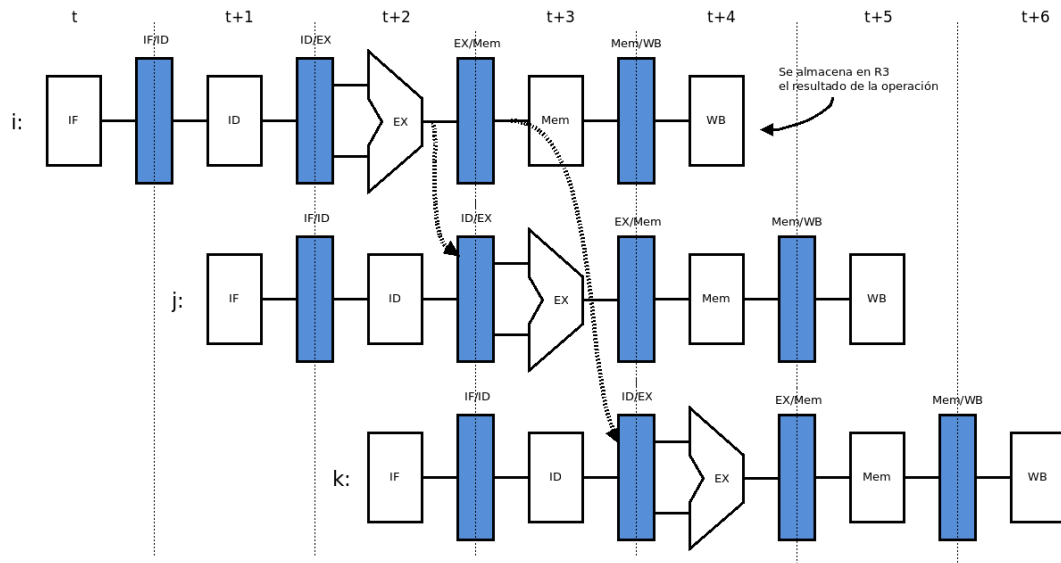 t t+1 t+2 t+3 t+4 t+5 t+6
IF/ID ID/EX EX/Mem Mem/WB
Se almacena en R3
el resultado de la operación
i: IF ID EX Mem WB
IF/ID ID/EX EX/Mem Mem/WB
j: IF ID EX Mem WB
IF/ID ID/EX EX/Mem Mem/WB
k: IF ID EX Mem WB